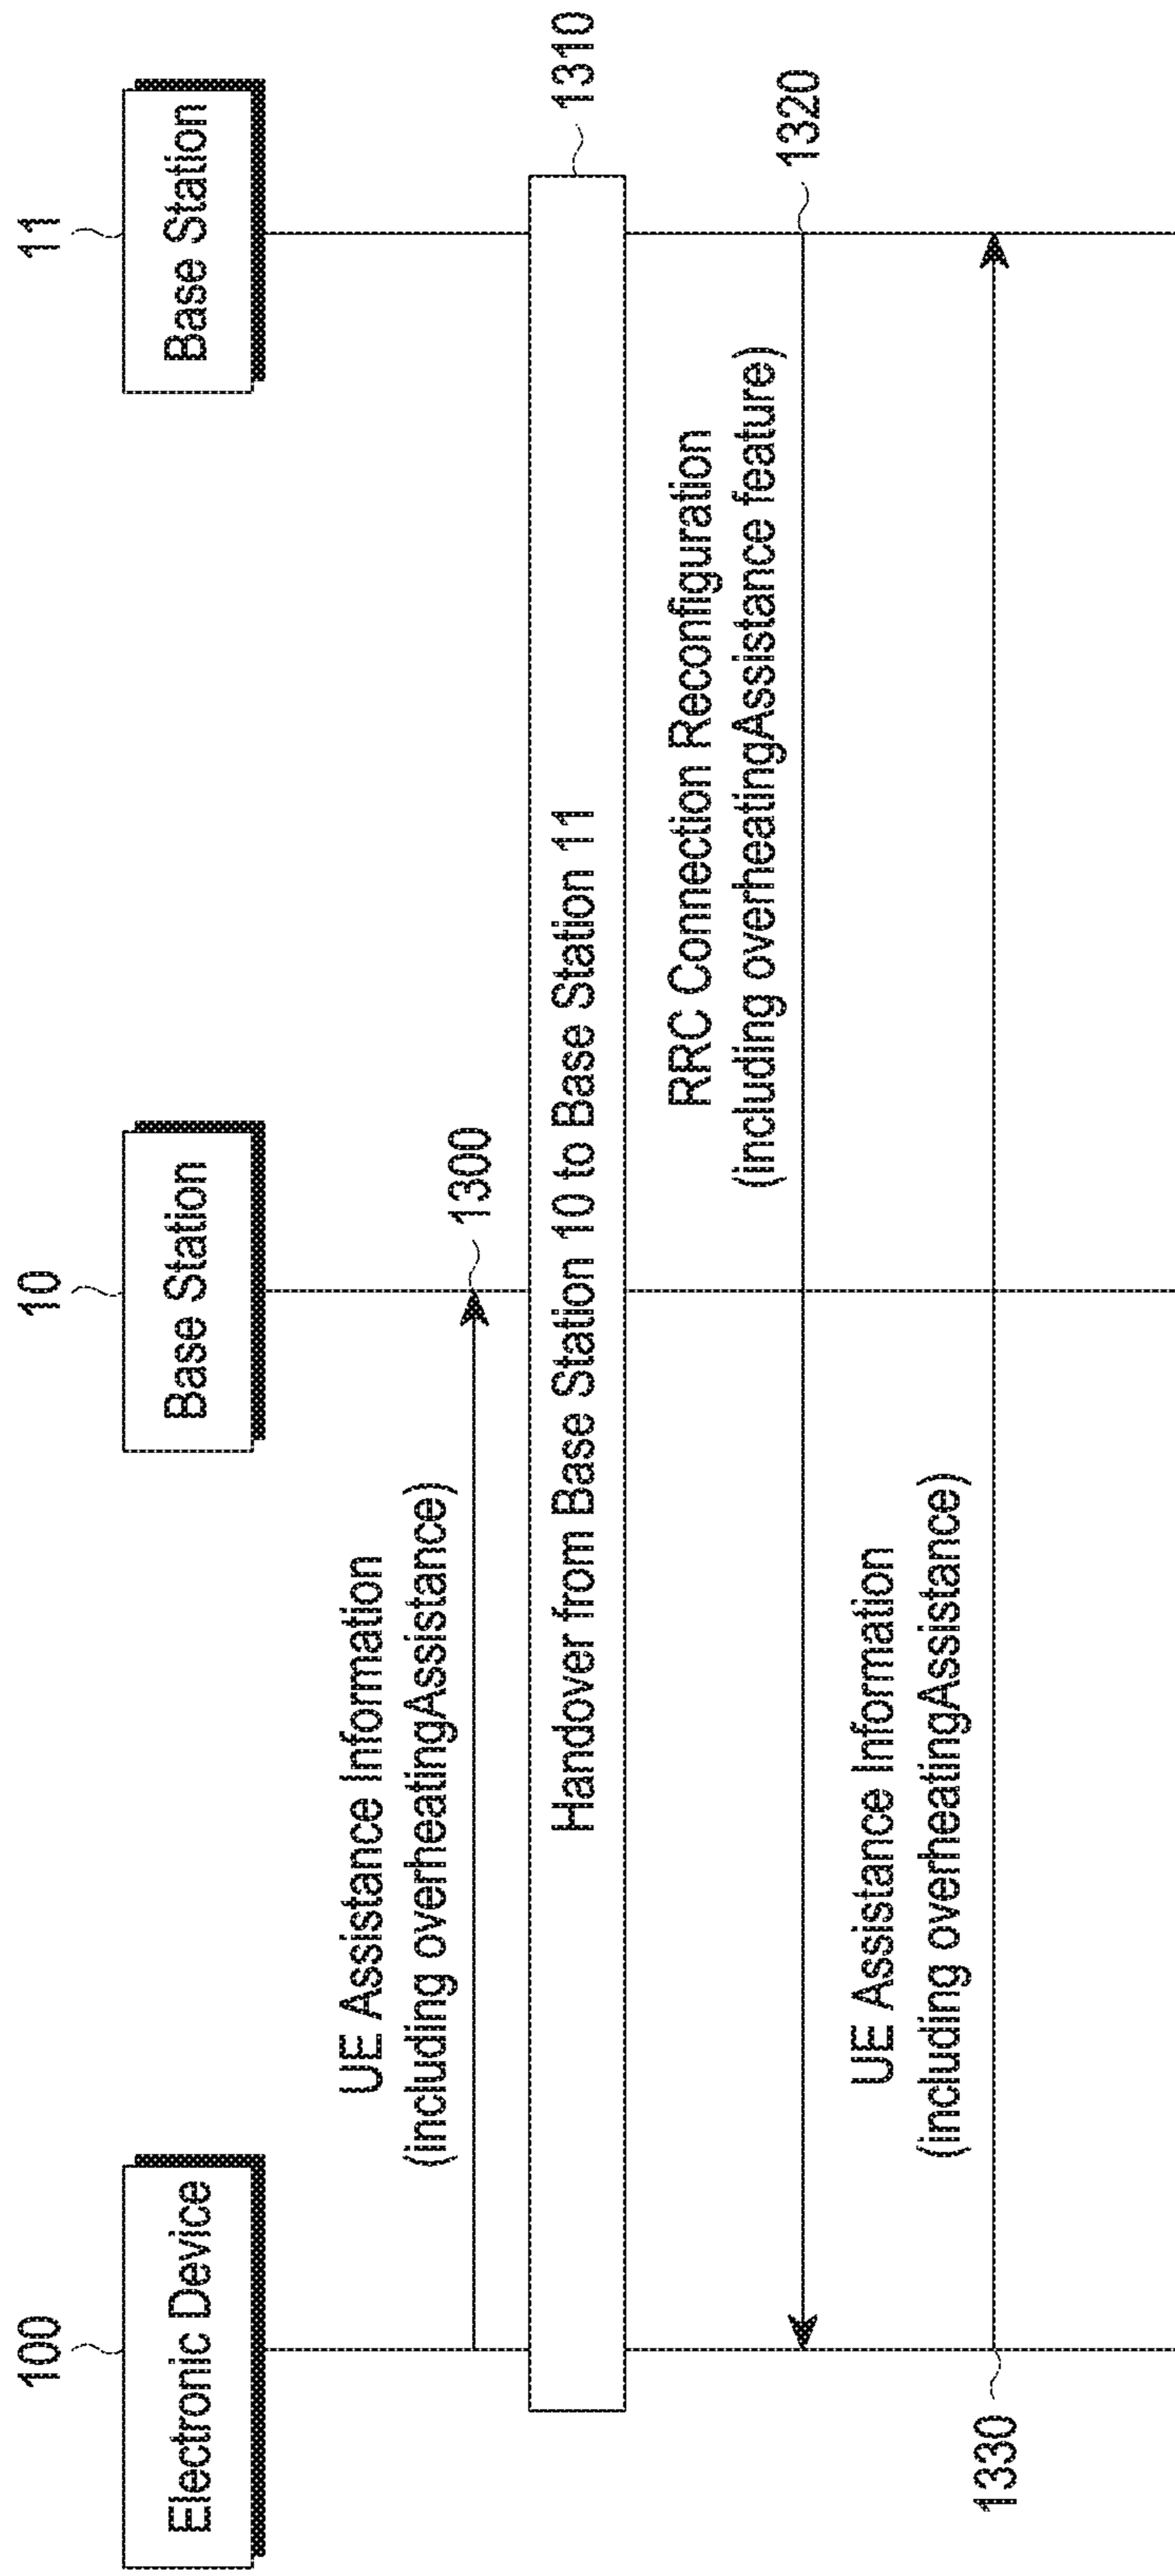 100
Electronic Device
10
Base Station
11
Base Station
UE Assistance Information
(including overheatingAssistance)
1300
Handover from Base Station 10 to Base Station 11
1310
RRC Connection Reconfiguration
(including overheatingAssistance feature)
1320
UE Assistance Information
(including overheatingAssistance)
1330